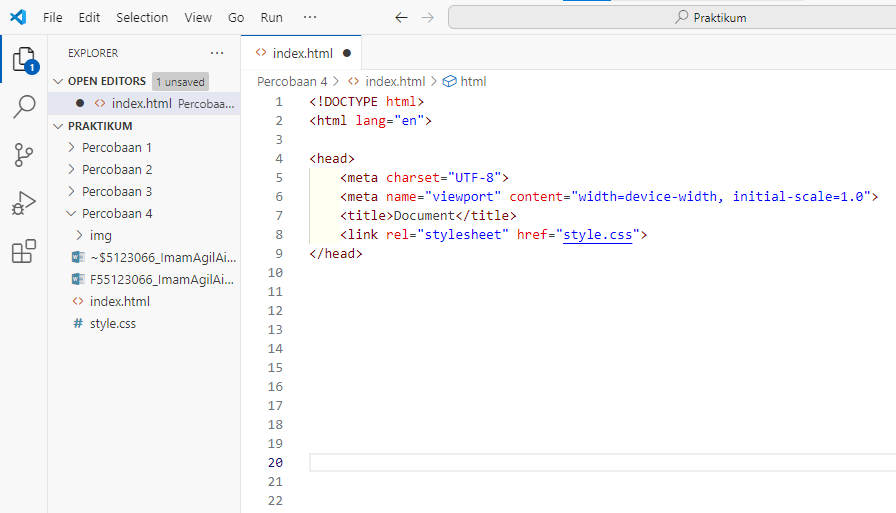 File Edit Selection View Go Run ···
Praktikum
EXPLORER ···
OPEN EDITORS 1 unsaved
index.html Percobaa...
PRAKTIKUM
Percobaan 1
Percobaan 2
Percobaan 3
Percobaan 4
img
~$5123066_ImamAgilAi...
F55123066_ImamAgilAi...
index.html
# style.css
1
<> index.html ●
Percobaan 4 > <> index.html > html
1 <!DOCTYPE html>
2 <html lang="en">
3
4 <head>
5 <meta charset="UTF-8">
6 <meta name="viewport" content="width=device-width, initial-scale=1.0">
7 <title>Document</title>
8 <link rel="stylesheet" href="style.css">
9 </head>
10
11
12
13
14
15
16
17
18
19
20
21
22